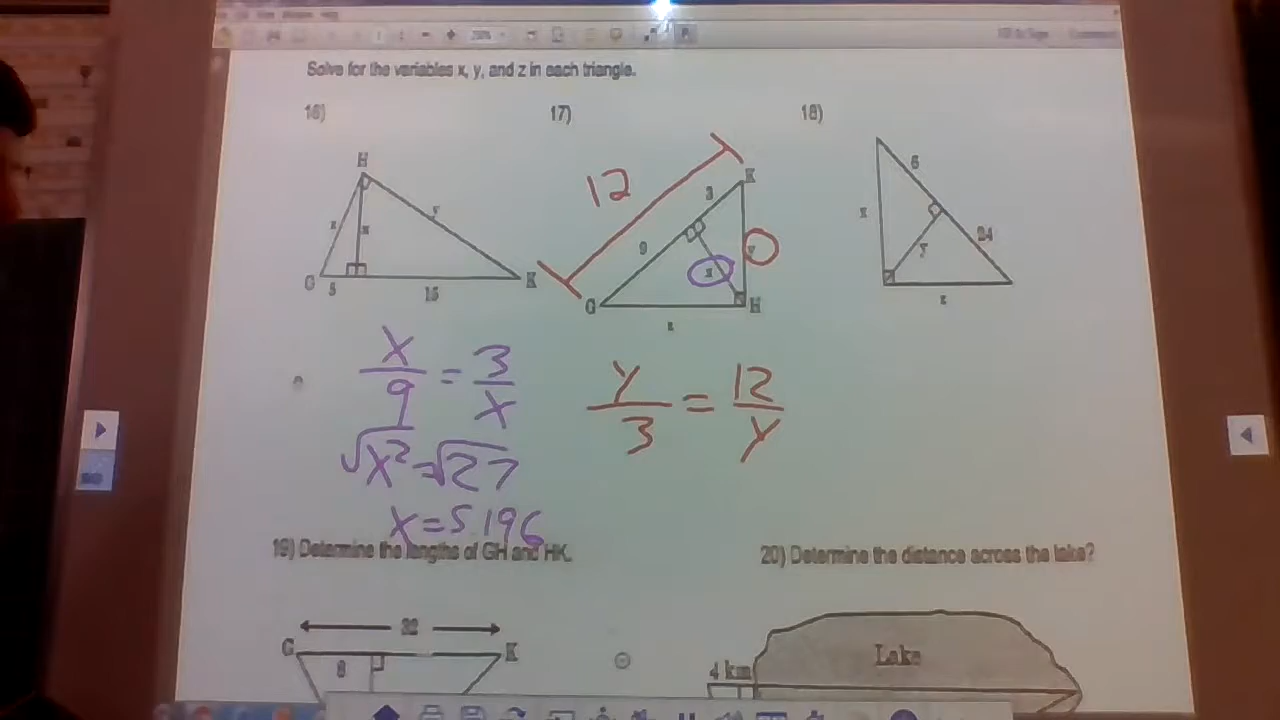 Solve for the variables x, y, and z in each triangle.
16)
17)
18)
H
z
x
y
G
5
15
K
12
3
K
9
y
x
G
H
z
6
x
y
24
z
x/9 = 3/x
√x² = √27
x = 5 196
y/3 = 12/y
19) Determine the lengths of GH and HK.
20) Determine the distance across the lake?
32
G
K
8
Lake
4 km